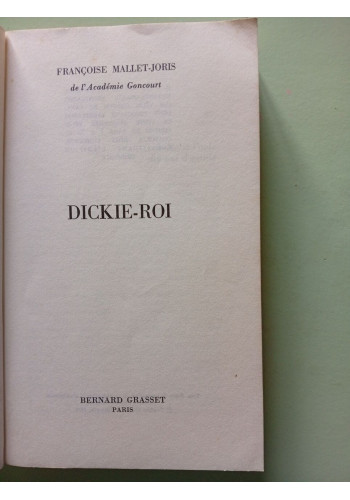 FRANÇOISE MALLET-JORIS
de l'Académie Goncourt
DICKIE-ROI
BERNARD GRASSET
PARIS